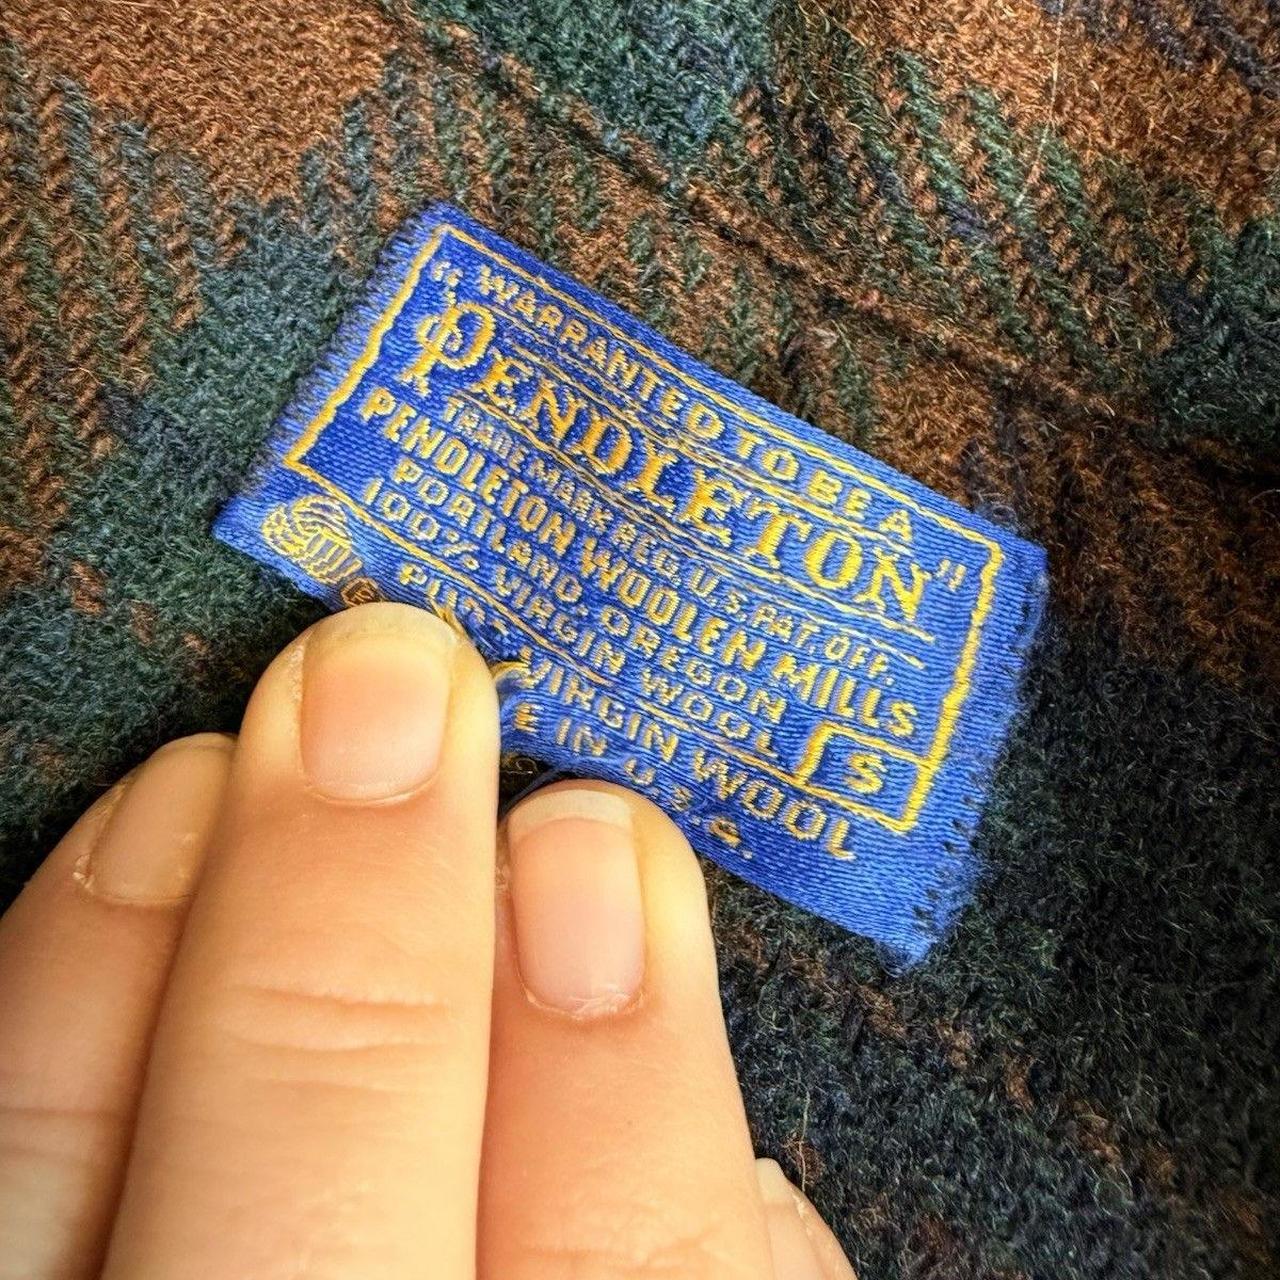 "WARRANTED TO BE A
PENDLETON"
TRADE MARK REG. U.S. PAT. OFF.
PENDLETON WOOLEN MILLS
PORTLAND, OREGON
100% VIRGIN WOOL
S
VIRGIN WOOL
E IN U.S.A.